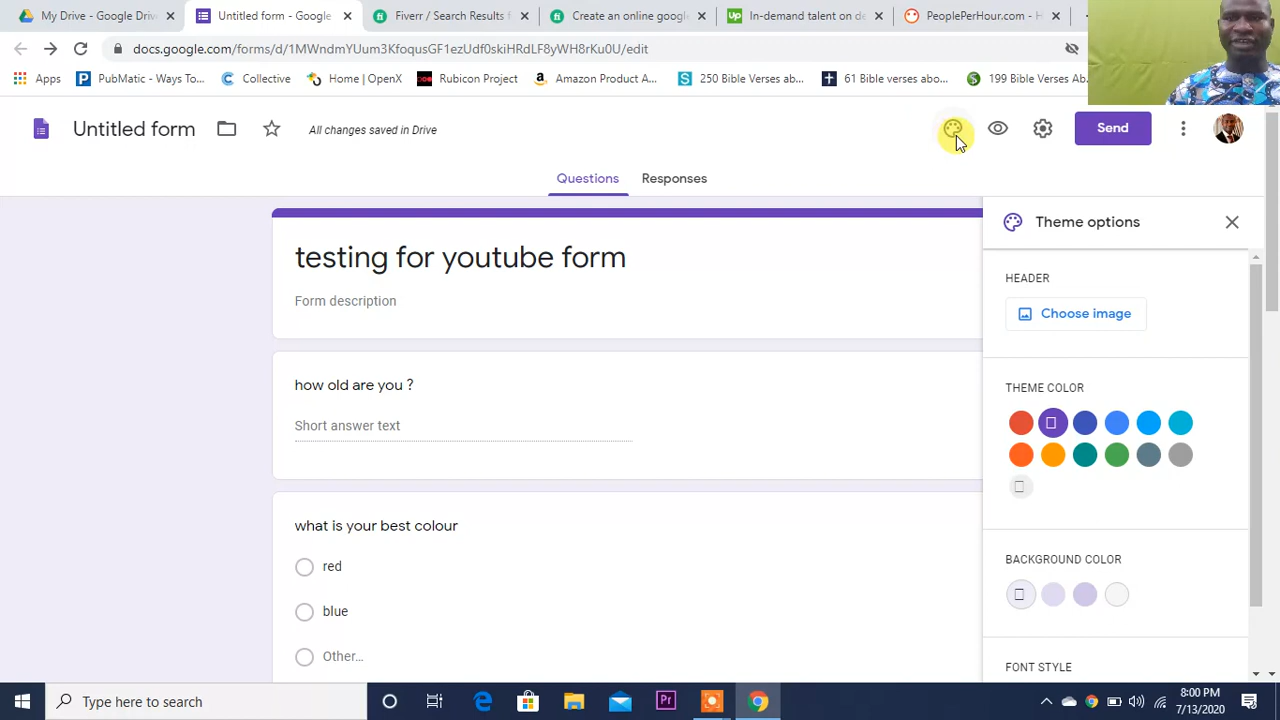 My Drive - Google Driv
Untitled form - Google
Fiverr / Search Results f
Create an online googl
In-demand talent on de
PeoplePerHour.com - H
docs.google.com/forms/d/1MWndmYUum3KfoqusGF1ezUdf0skiHRdLF8yWH8rKu0U/edit
Apps
PubMatic - Ways To...
Collective
Home | OpenX
Rubicon Project
Amazon Product A...
250 Bible Verses ab...
61 Bible verses abo...
199 Bible Verses Ab
Untitled form
All changes saved in Drive
Send
Questions
Responses
testing for youtube form
Form description
how old are you ?
Short answer text
what is your best colour
red
blue
Other...
Theme options
HEADER
Choose image
THEME COLOR
BACKGROUND COLOR
FONT STYLE
Up
Pr
Type here to search
8:00 PM
7/13/2020